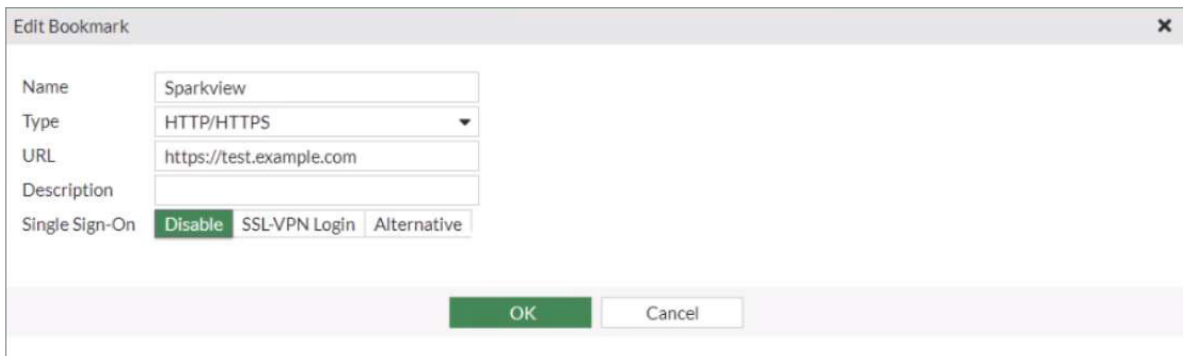 Edit Bookmark
Name Sparkview
Type HTTP/HTTPS
URL https://test.example.com
Description
Single Sign-On Disable SSL-VPN Login Alternative
OK Cancel